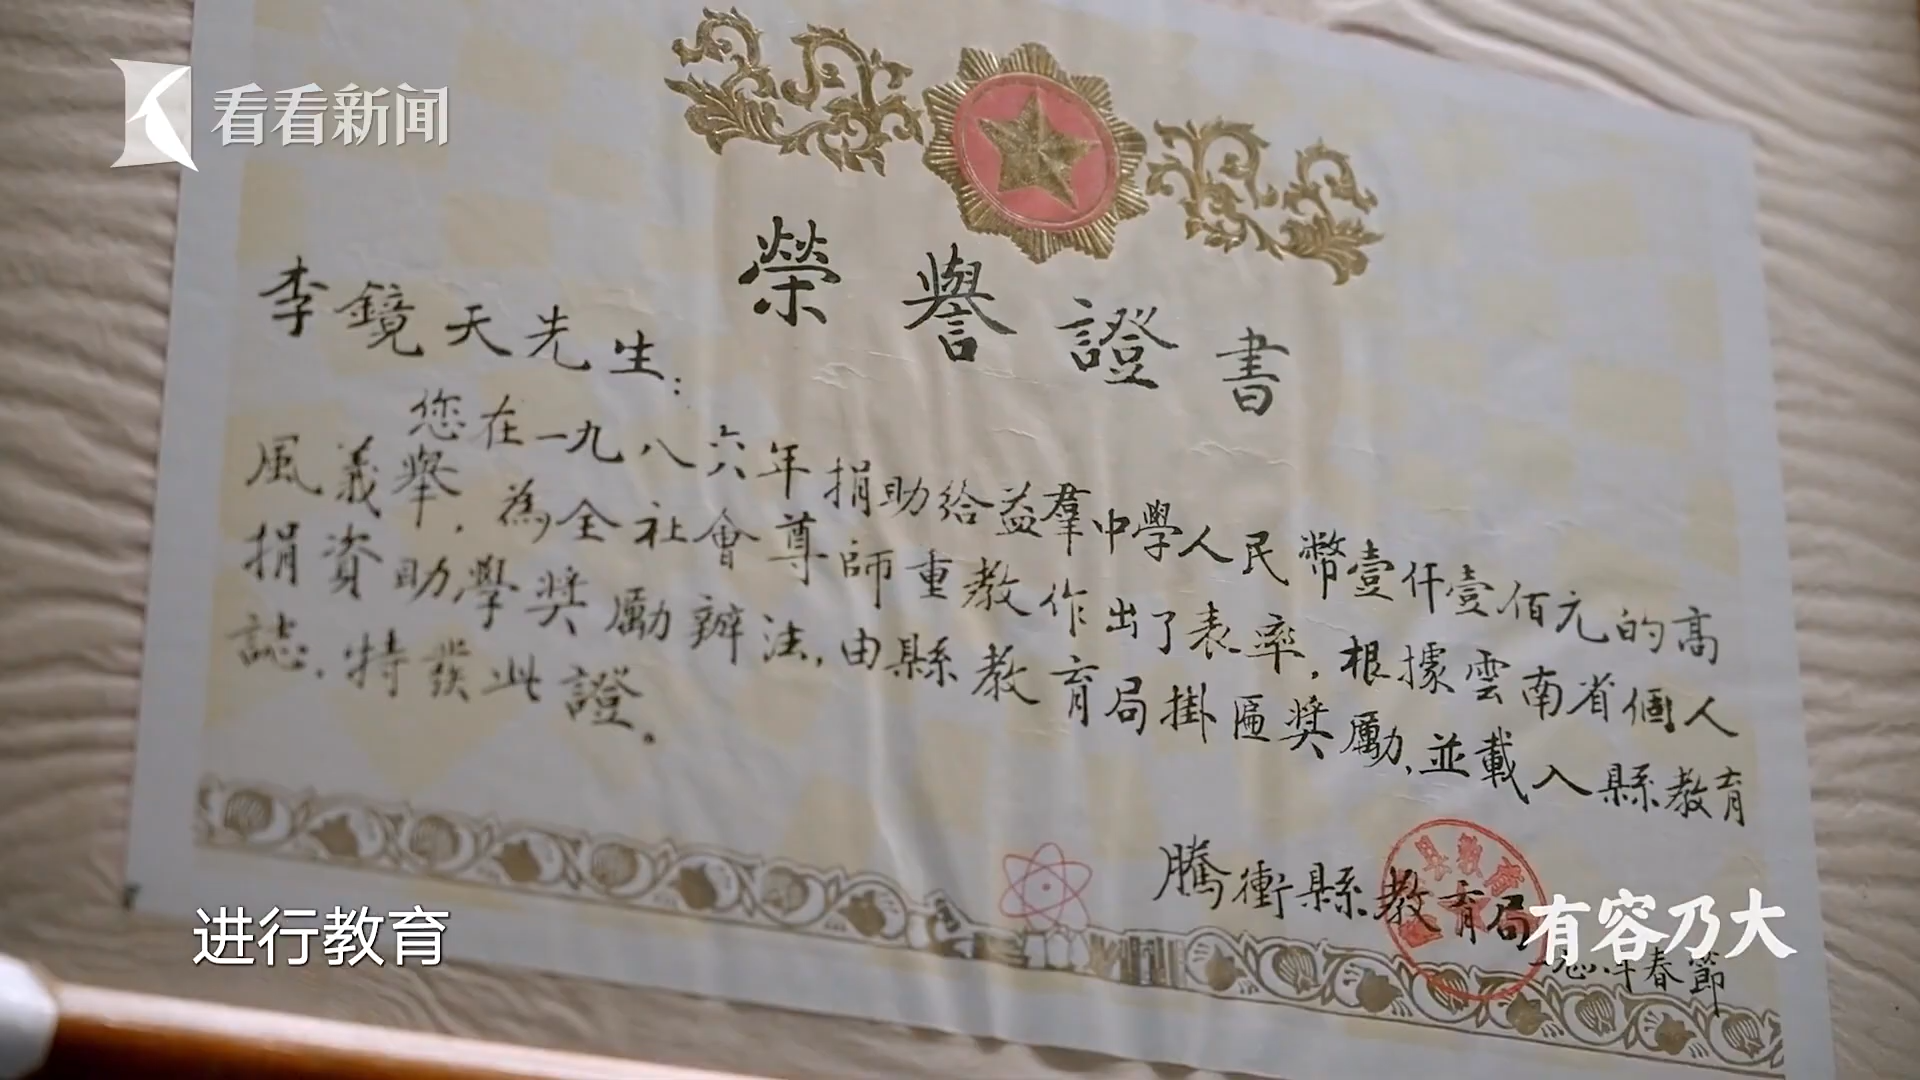 看看新闻
榮譽證書
李鏡天先生:
您在一九八六年捐助給益羣中學人民幣壹仟壹佰元的高
風義舉，為全社會尊師重教作出了表率，根據雲南省個人
捐資助學奬勵辦法，由縣教育局掛匾奬勵，並載入縣教育
誌，特發此證。
騰衝縣教育局
縣教育
春節
有容乃大
进行教育